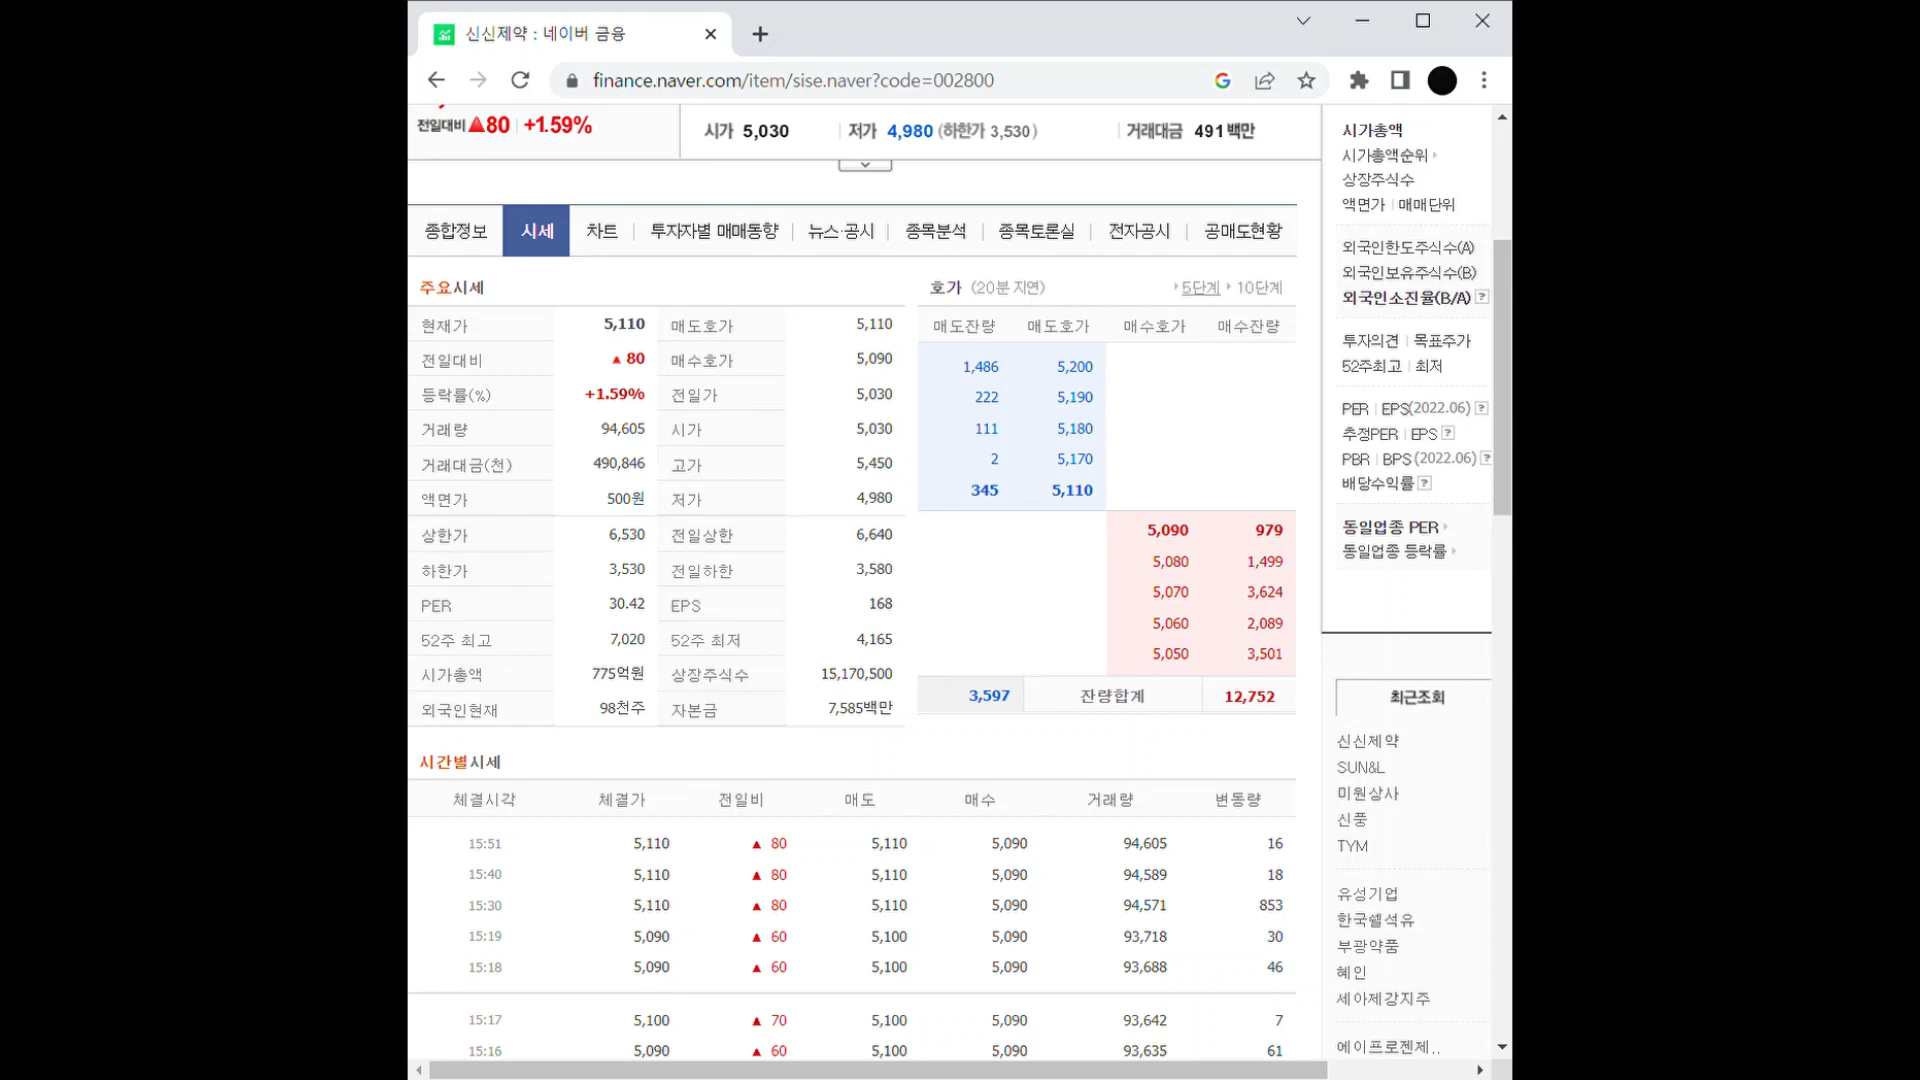 신신제약 : 네이버 금융
finance.naver.com/item/sise.naver?code=002800
전일대비 ▲80 +1.59%
시가 5,030 저가 4,980 (하한가 3,530) 거래대금 491백만
종합정보 시세 차트 투자자별 매매동향 뉴스·공시 종목분석 종목토론실 전자공시 공매도현황
주요시세
현재가 5,110 매도호가 5,110
전일대비 ▲ 80 매수호가 5,090
등락률(%) +1.59% 전일가 5,030
거래량 94,605 시가 5,030
거래대금(천) 490,846 고가 5,450
액면가 500원 저가 4,980
상한가 6,530 전일상한 6,640
하한가 3,530 전일하한 3,580
PER 30.42 EPS 168
52주 최고 7,020 52주 최저 4,165
시가총액 775억원 상장주식수 15,170,500
외국인현재 98천주 자본금 7,585백만
호가 (20분 지연) 5단계 10단계
매도잔량 매도호가 매수호가 매수잔량
1,486 5,200
222 5,190
111 5,180
2 5,170
345 5,110
5,090 979
5,080 1,499
5,070 3,624
5,060 2,089
5,050 3,501
3,597 잔량합계 12,752
시간별시세
체결시각 체결가 전일비 매도 매수 거래량 변동량
15:51 5,110 ▲ 80 5,110 5,090 94,605 16
15:40 5,110 ▲ 80 5,110 5,090 94,589 18
15:30 5,110 ▲ 80 5,110 5,090 94,571 853
15:19 5,090 ▲ 60 5,100 5,090 93,718 30
15:18 5,090 ▲ 60 5,100 5,090 93,688 46
15:17 5,100 ▲ 70 5,100 5,090 93,642 7
15:16 5,090 ▲ 60 5,100 5,090 93,635 61
시가총액
시가총액순위
상장주식수
액면가 매매단위
외국인한도주식수(A)
외국인보유주식수(B)
외국인소진율(B/A) ?
투자의견 목표주가
52주최고 최저
PER EPS(2022.06) ?
추정PER EPS ?
PBR BPS (2022.06) ?
배당수익률 ?
동일업종 PER
동일업종 등락률
최근조회
신신제약
SUN&L
미원상사
신풍
TYM
유성기업
한국쉘석유
부광약품
혜인
세아제강지주
에이프로젠제..